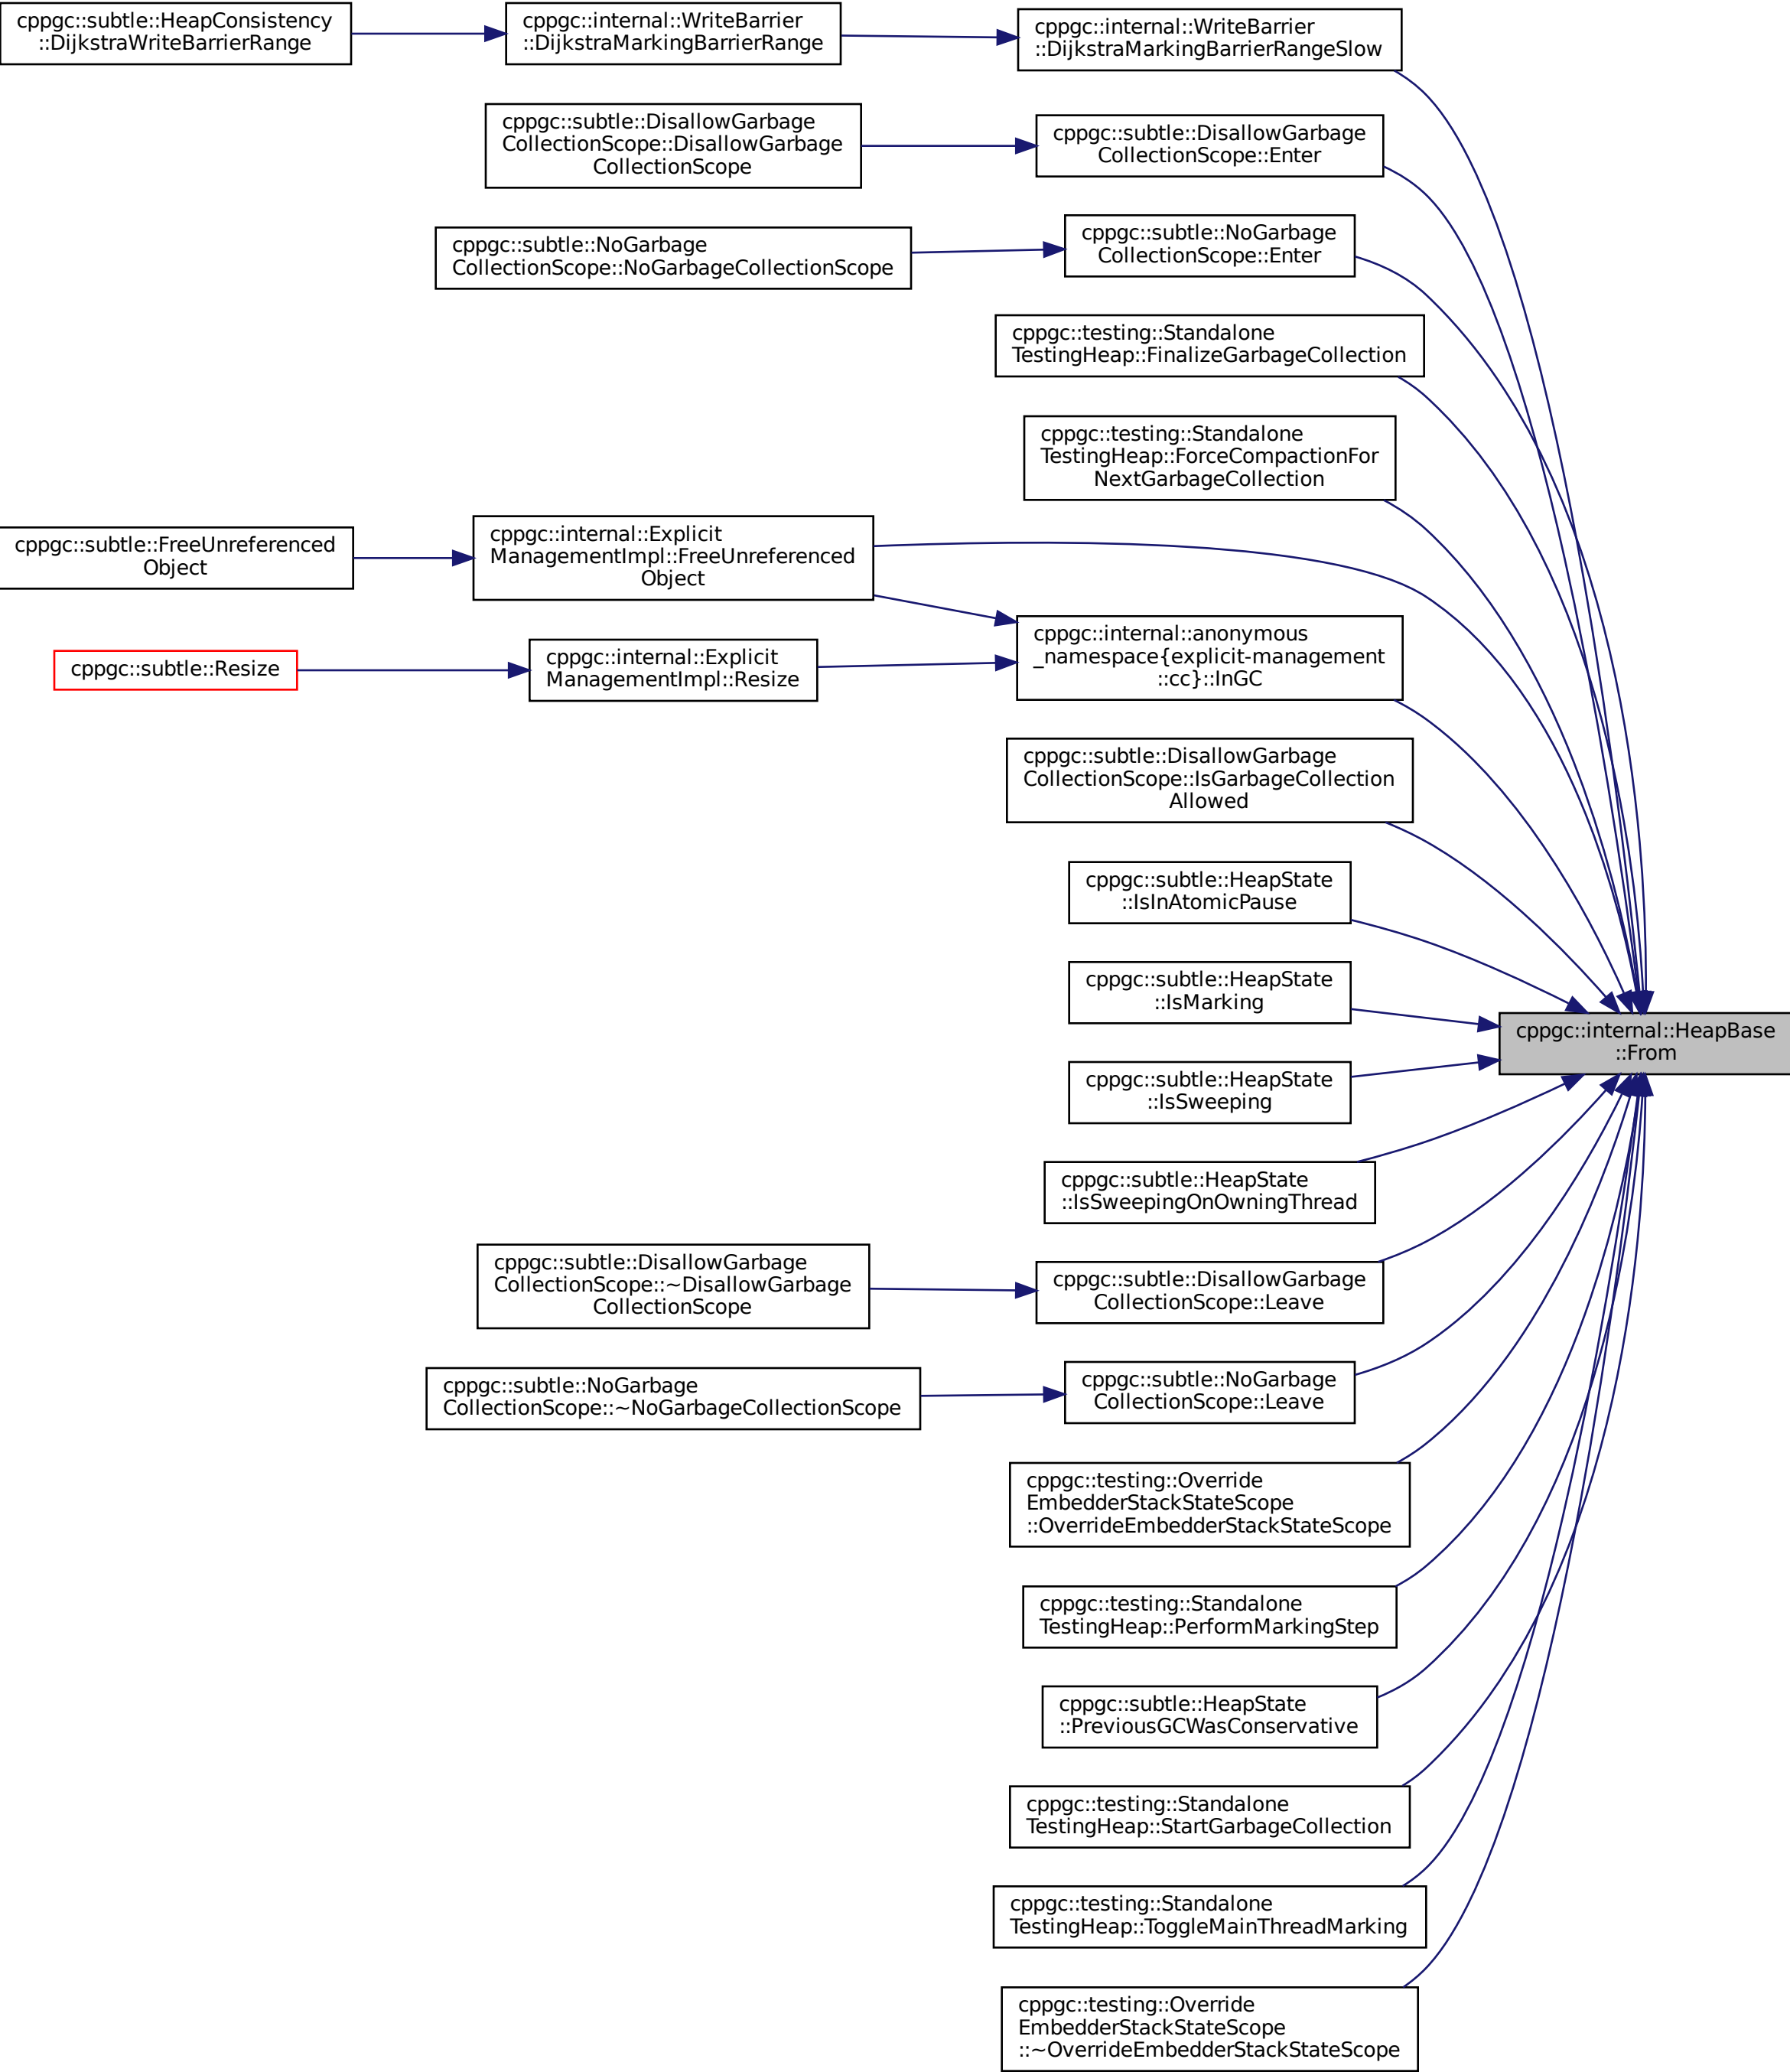 cppgc::subtle::HeapConsistency
::DijkstraWriteBarrierRange
cppgc::internal::WriteBarrier
::DijkstraMarkingBarrierRange
cppgc::internal::WriteBarrier
::DijkstraMarkingBarrierRangeSlow
cppgc::subtle::DisallowGarbage
CollectionScope::DisallowGarbage
CollectionScope
cppgc::subtle::DisallowGarbage
CollectionScope::Enter
cppgc::subtle::NoGarbage
CollectionScope::NoGarbageCollectionScope
cppgc::subtle::NoGarbage
CollectionScope::Enter
cppgc::testing::Standalone
TestingHeap::FinalizeGarbageCollection
cppgc::testing::Standalone
TestingHeap::ForceCompactionFor
NextGarbageCollection
cppgc::subtle::FreeUnreferenced
Object
cppgc::internal::Explicit
ManagementImpl::FreeUnreferenced
Object
cppgc::internal::anonymous
_namespace{explicit-management
::cc}::InGC
cppgc::subtle::Resize
cppgc::internal::Explicit
ManagementImpl::Resize
cppgc::subtle::DisallowGarbage
CollectionScope::IsGarbageCollection
Allowed
cppgc::subtle::HeapState
::IsInAtomicPause
cppgc::subtle::HeapState
::IsMarking
cppgc::internal::HeapBase
::From
cppgc::subtle::HeapState
::IsSweeping
cppgc::subtle::HeapState
::IsSweepingOnOwningThread
cppgc::subtle::DisallowGarbage
CollectionScope::~DisallowGarbage
CollectionScope
cppgc::subtle::DisallowGarbage
CollectionScope::Leave
cppgc::subtle::NoGarbage
CollectionScope::~NoGarbageCollectionScope
cppgc::subtle::NoGarbage
CollectionScope::Leave
cppgc::testing::Override
EmbedderStackStateScope
::OverrideEmbedderStackStateScope
cppgc::testing::Standalone
TestingHeap::PerformMarkingStep
cppgc::subtle::HeapState
::PreviousGCWasConservative
cppgc::testing::Standalone
TestingHeap::StartGarbageCollection
cppgc::testing::Standalone
TestingHeap::ToggleMainThreadMarking
cppgc::testing::Override
EmbedderStackStateScope
::~OverrideEmbedderStackStateScope